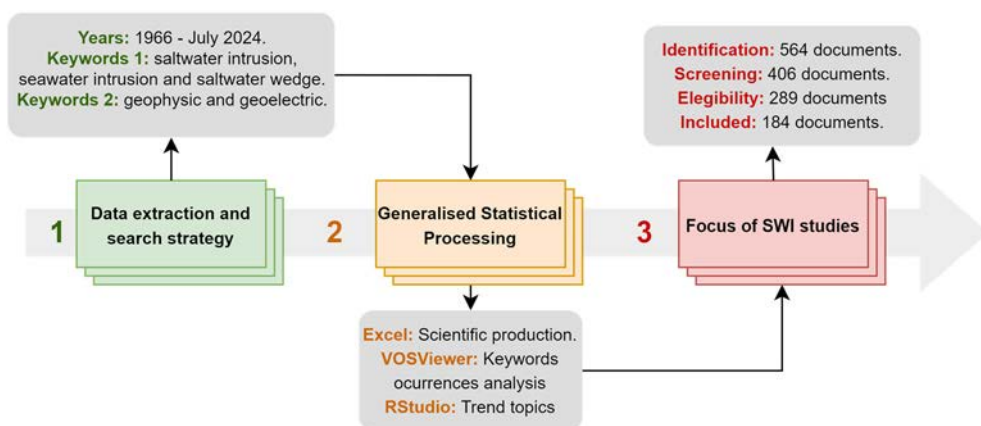 Years: 1966 - July 2024.
Keywords 1: saltwater intrusion,
seawater intrusion and saltwater wedge.
Keywords 2: geophysic and geoelectric.
Identification: 564 documents.
Screening: 406 documents.
Elegibility: 289 documents
Included: 184 documents.
1
Data extraction and
search strategy
2
Generalised Statistical
Processing
3
Focus of SWI studies
Excel: Scientific production.
VOSViewer: Keywords
ocurrences analysis
RStudio: Trend topics